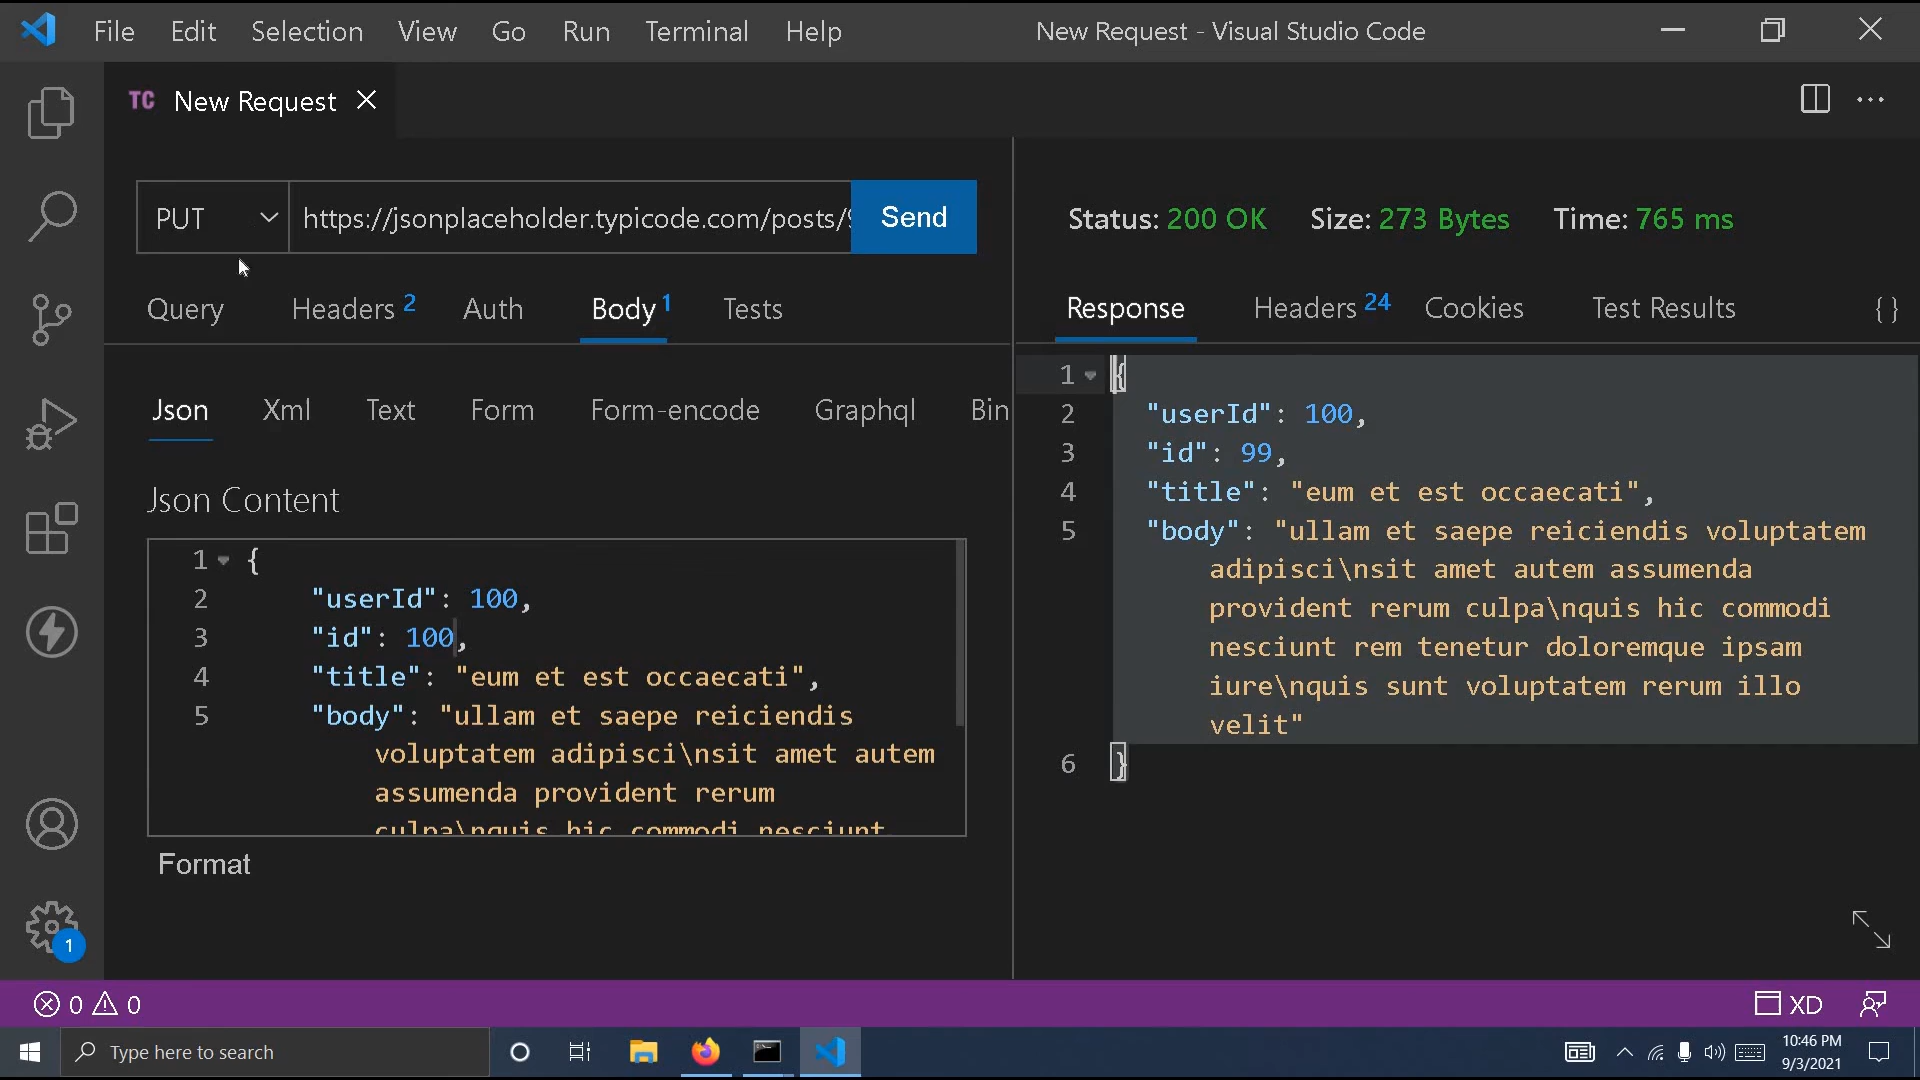 File Edit Selection View Go Run Terminal Help New Request - Visual Studio Code
TC New Request
PUT https://jsonplaceholder.typicode.com/posts/ Send
Status: 200 OK Size: 273 Bytes Time: 765 ms
Query Headers 2 Auth Body 1 Tests
Response Headers 24 Cookies Test Results { }
Json Xml Text Form Form-encode Graphql Bin
Json Content
1 {
2 "userId": 100,
3 "id": 100,
4 "title": "eum et est occaecati",
5 "body": "ullam et saepe reiciendis
voluptatem adipisci\nsit amet autem
assumenda provident rerum
culpa\nquis hic commodi nesciunt
Format
1 {
2 "userId": 100,
3 "id": 99,
4 "title": "eum et est occaecati",
5 "body": "ullam et saepe reiciendis voluptatem
adipisci\nsit amet autem assumenda
provident rerum culpa\nquis hic commodi
nesciunt rem tenetur doloremque ipsam
iure\nquis sunt voluptatem rerum illo
velit"
6 }
1
0 0 XD
Type here to search
10:46 PM
9/3/2021